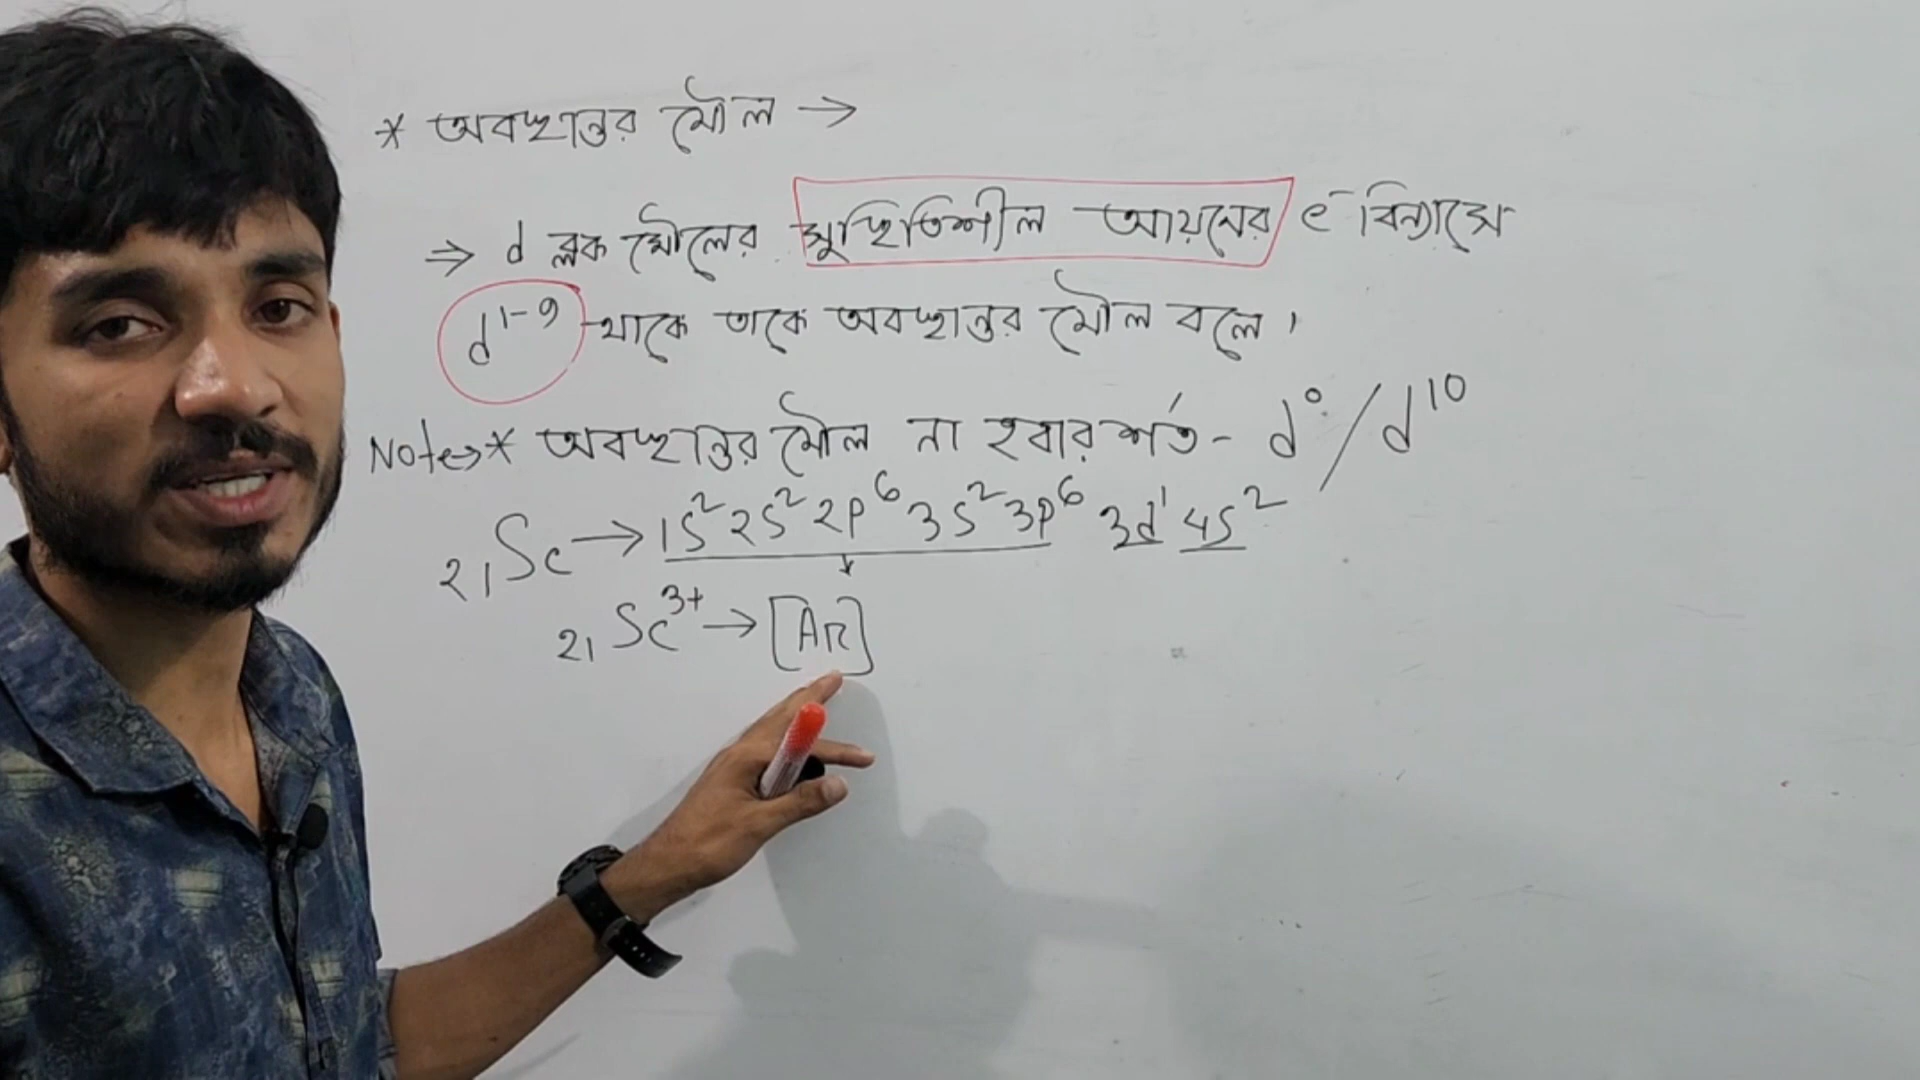 * অবস্থান্তর মৌল →
⇒ d ব্লক মৌলের সুস্থিতিশীল আয়নের e⁻ বিন্যাসে
d¹⁻⁹ থাকে তাকে অবস্থান্তর মৌল বলে।
Note→* অবস্থান্তর মৌল না হবার শর্ত - d⁰/d¹⁰
₂₁Sc → 1s² 2s² 2p⁶ 3s² 3p⁶ 3d¹ 4s²
₂₁Sc³⁺ → [Ar]